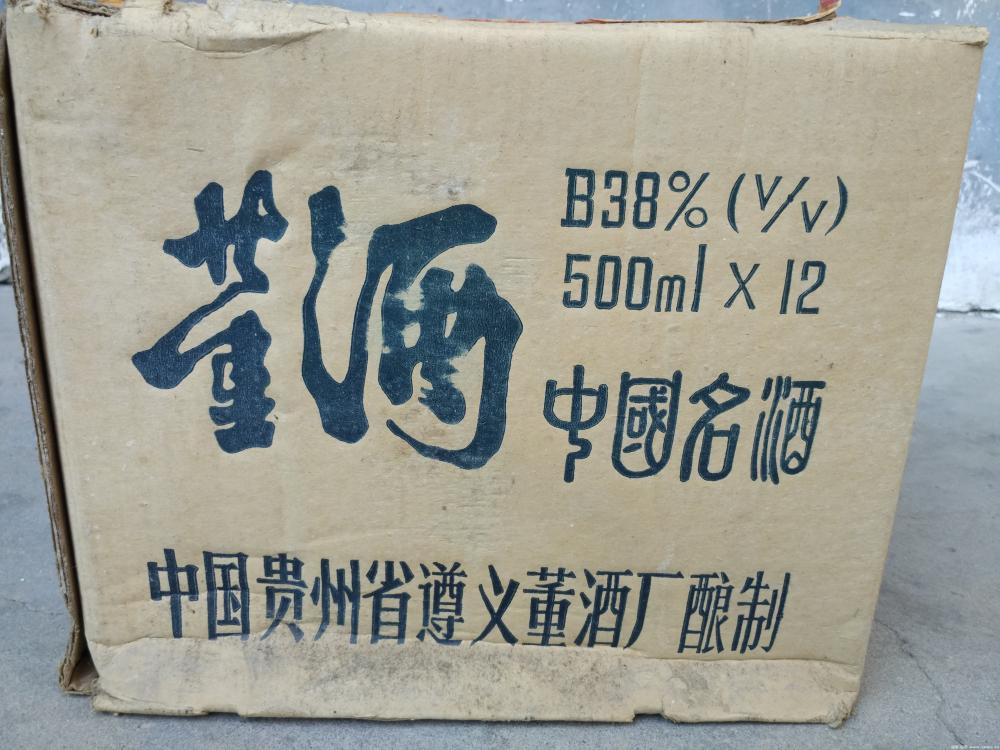 董酒
B38% (V/V)
500ml X 12
中國名酒
中国贵州省遵义董酒厂酿制